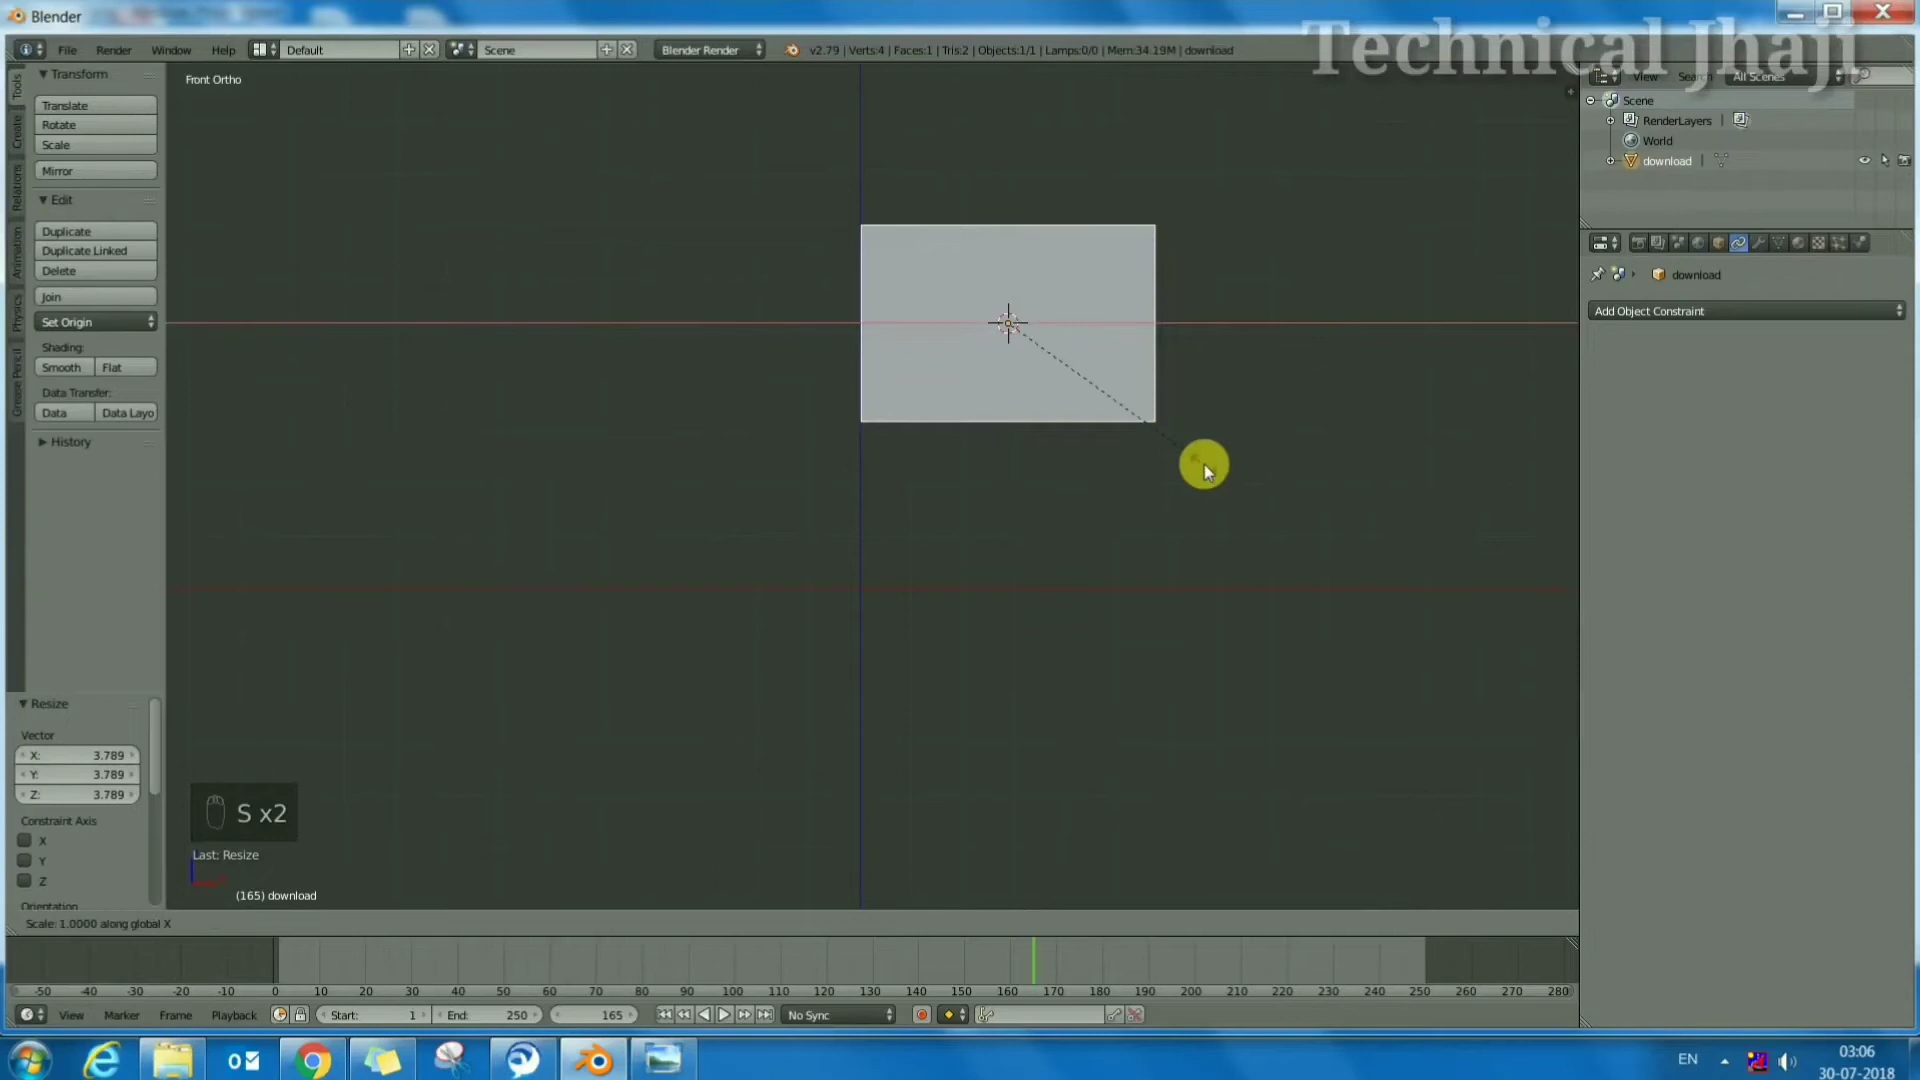 Blender
Technical Jhaji
File Render Window Help Default Scene Blender Render v2.79 | Verts:4 | Faces:1 | Tris:2 | Objects:1/1 | Lamps:0/0 | Mem:34.19M | download
View Search All Scenes
Transform
Front Ortho
Translate
Rotate
Scale
Mirror
Edit
Duplicate
Duplicate Linked
Delete
Join
Set Origin
Shading:
Smooth Flat
Data Transfer:
Data Data Layo
History
Tools
Create
Relations
Animation
Physics
Grease Pencil
Scene
RenderLayers |
World
download |
download
Add Object Constraint
Resize
Vector
X: 3.789
Y: 3.789
Z: 3.789
Constraint Axis
X
Y
Z
Orientation
S x2
Last: Resize
(165) download
Scale: 1.0000 along global X
-50 -40 -30 -20 -10 0 10 20 30 40 50 60 70 80 90 100 110 120 130 140 150 160 170 180 190 200 210 220 230 240 250 260 270 280
View Marker Frame Playback Start: 1 End: 250 165 No Sync
EN
03:06
30-07-2018